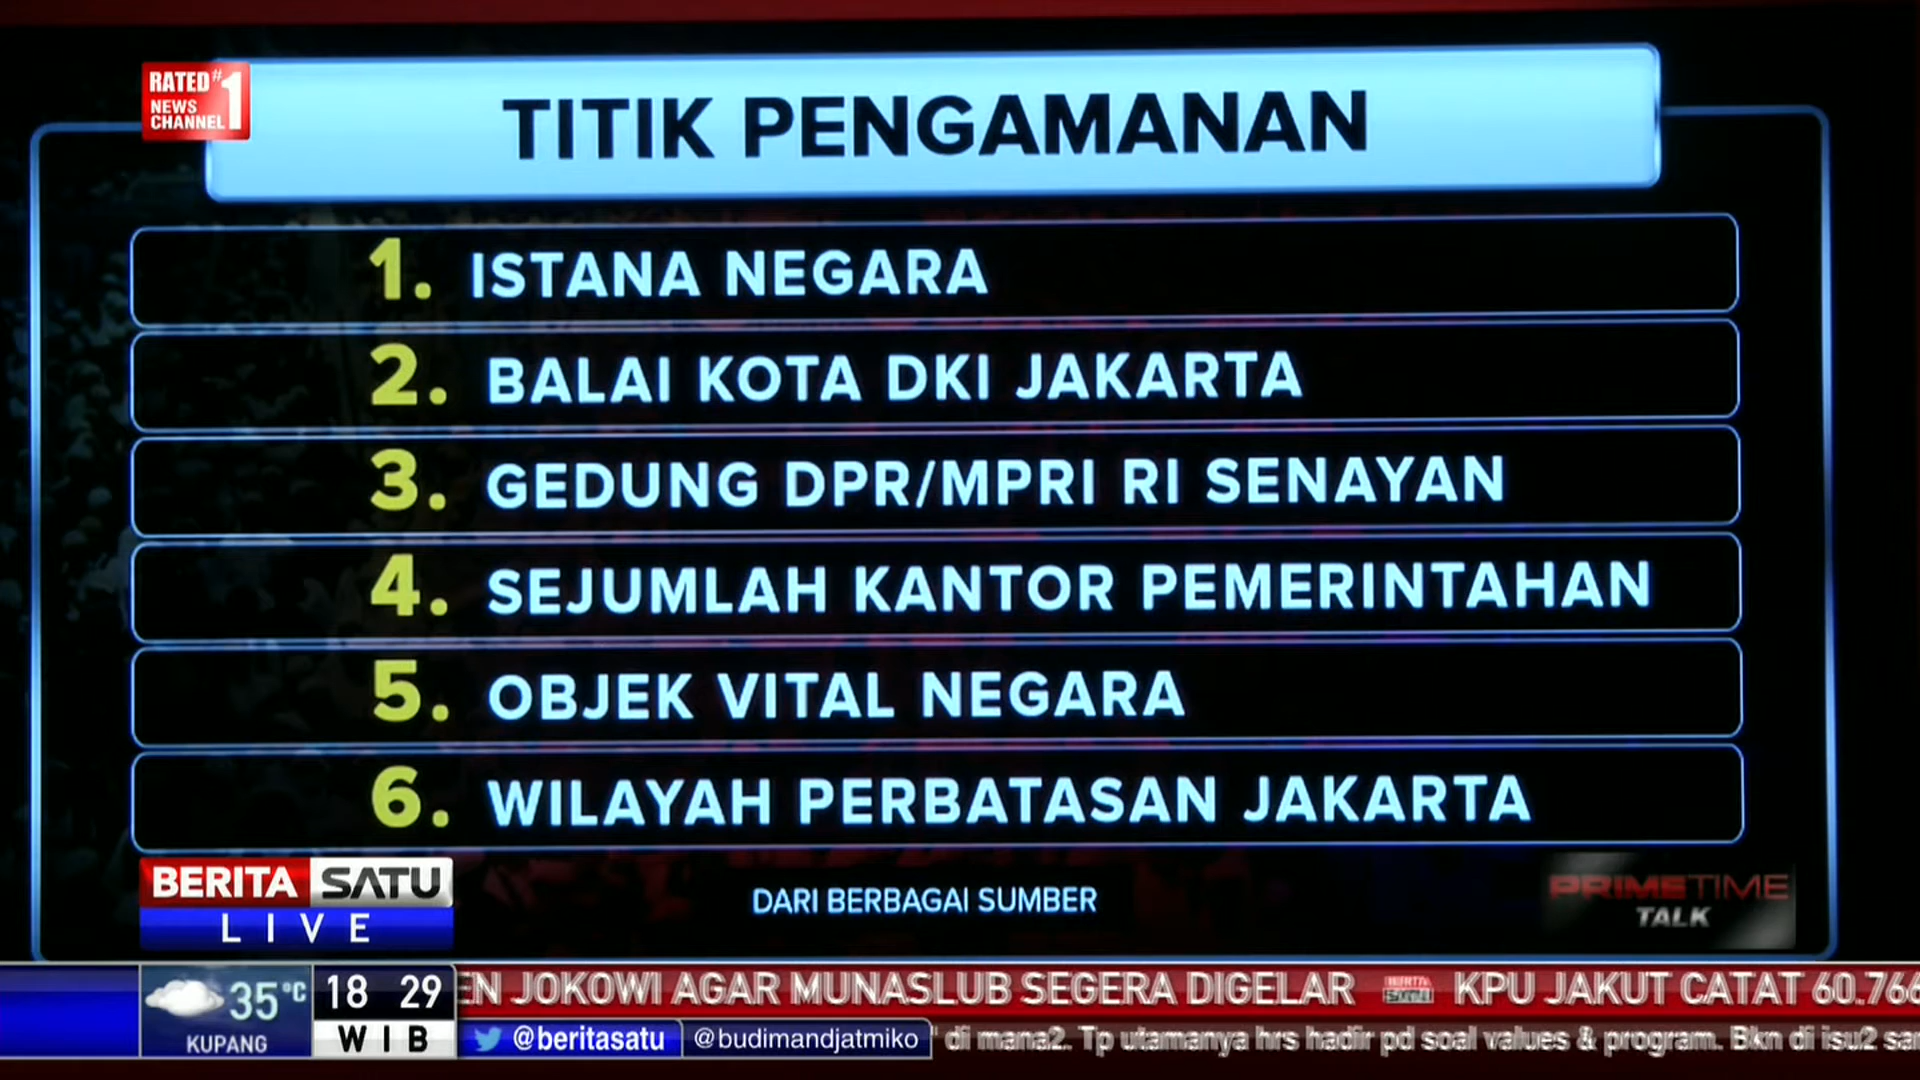 RATED #1
NEWS
CHANNEL
TITIK PENGAMANAN
1. ISTANA NEGARA
2. BALAI KOTA DKI JAKARTA
3. GEDUNG DPR/MPRI RI SENAYAN
4. SEJUMLAH KANTOR PEMERINTAHAN
5. OBJEK VITAL NEGARA
6. WILAYAH PERBATASAN JAKARTA
BERITA SATU
LIVE
DARI BERBAGAI SUMBER
PRIMETIME
TALK
35°C
KUPANG
18 29
WIB
EN JOKOWI AGAR MUNASLUB SEGERA DIGELAR BERITA SATU KPU JAKUT CATAT 60.766
@beritasatu @budimandjatmiko " di mana2. Tp utamanya hrs hadir pd soal values & program. Bkn di isu2 sar